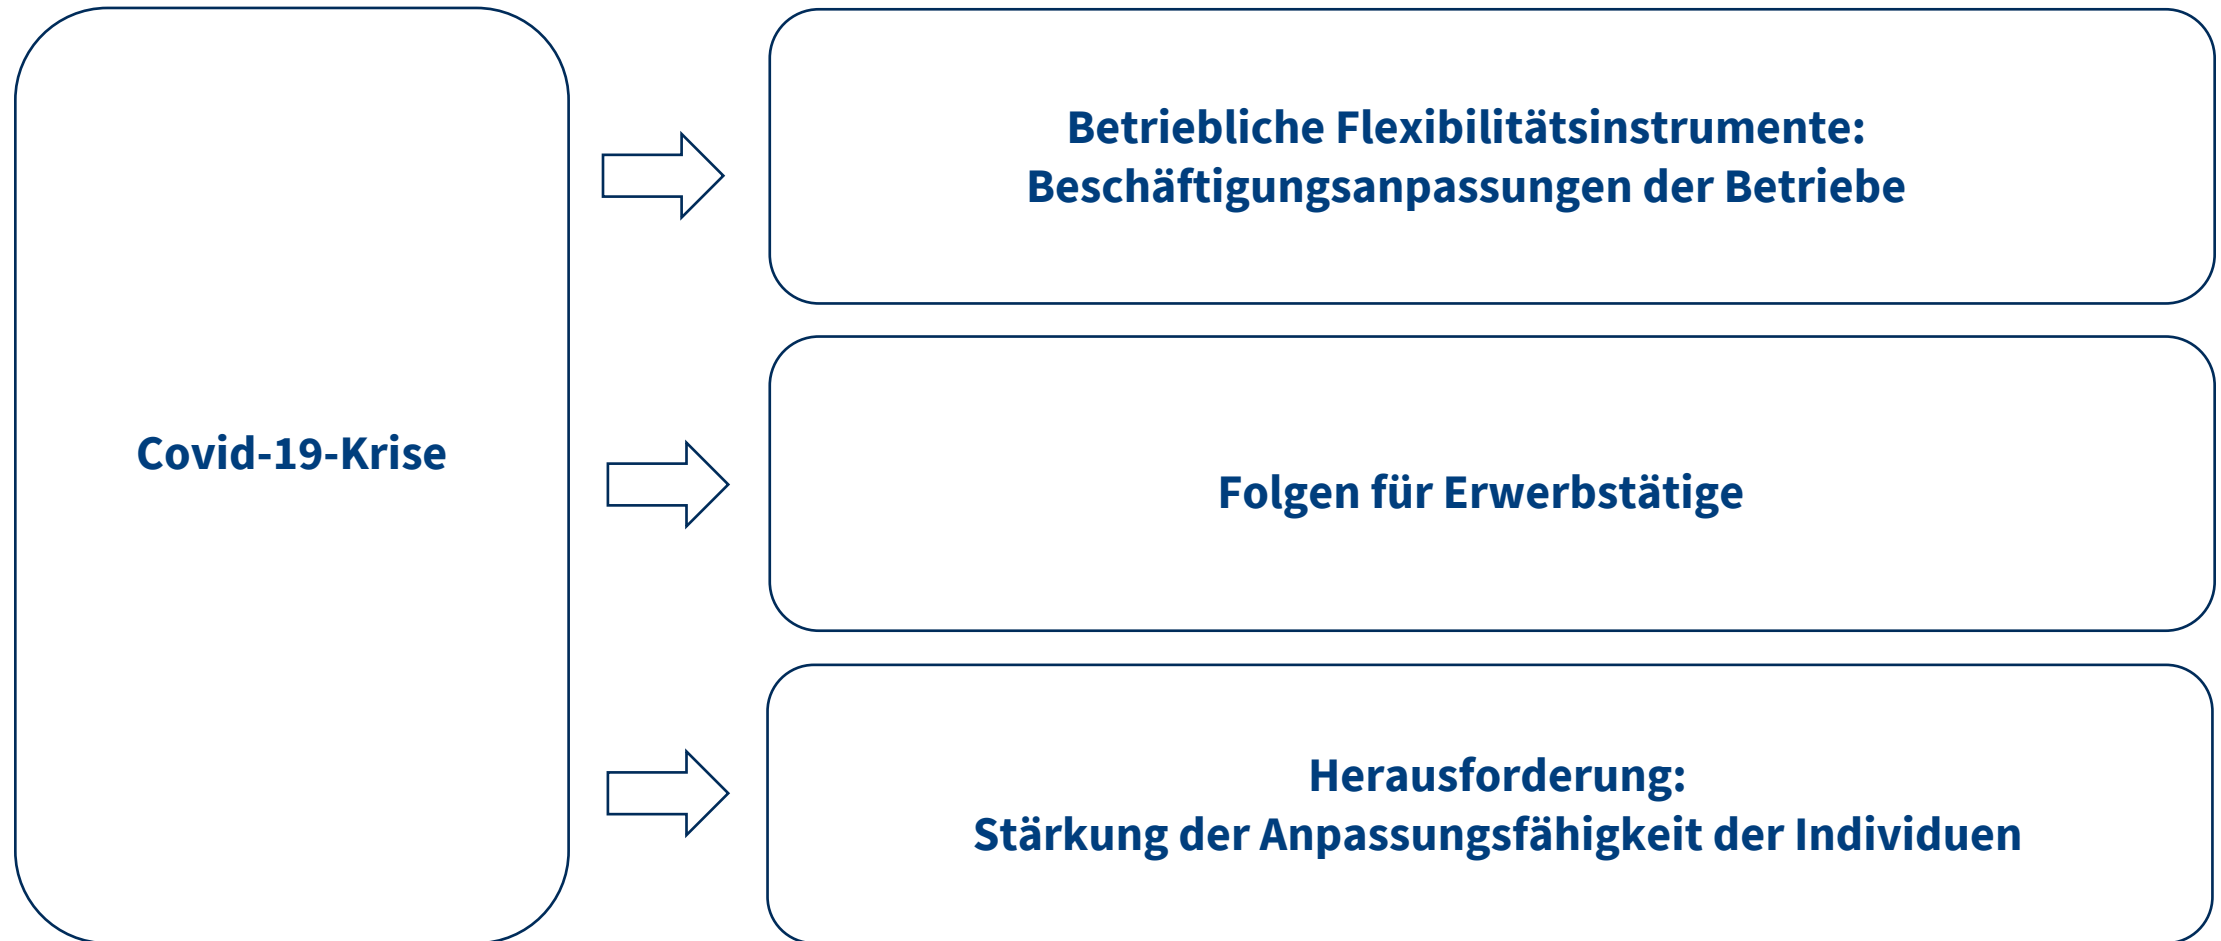 Covid-19-Krise
Betriebliche Flexibilitätsinstrumente:
Beschäftigungsanpassungen der Betriebe
Folgen für Erwerbstätige
Herausforderung:
Stärkung der Anpassungsfähigkeit der Individuen